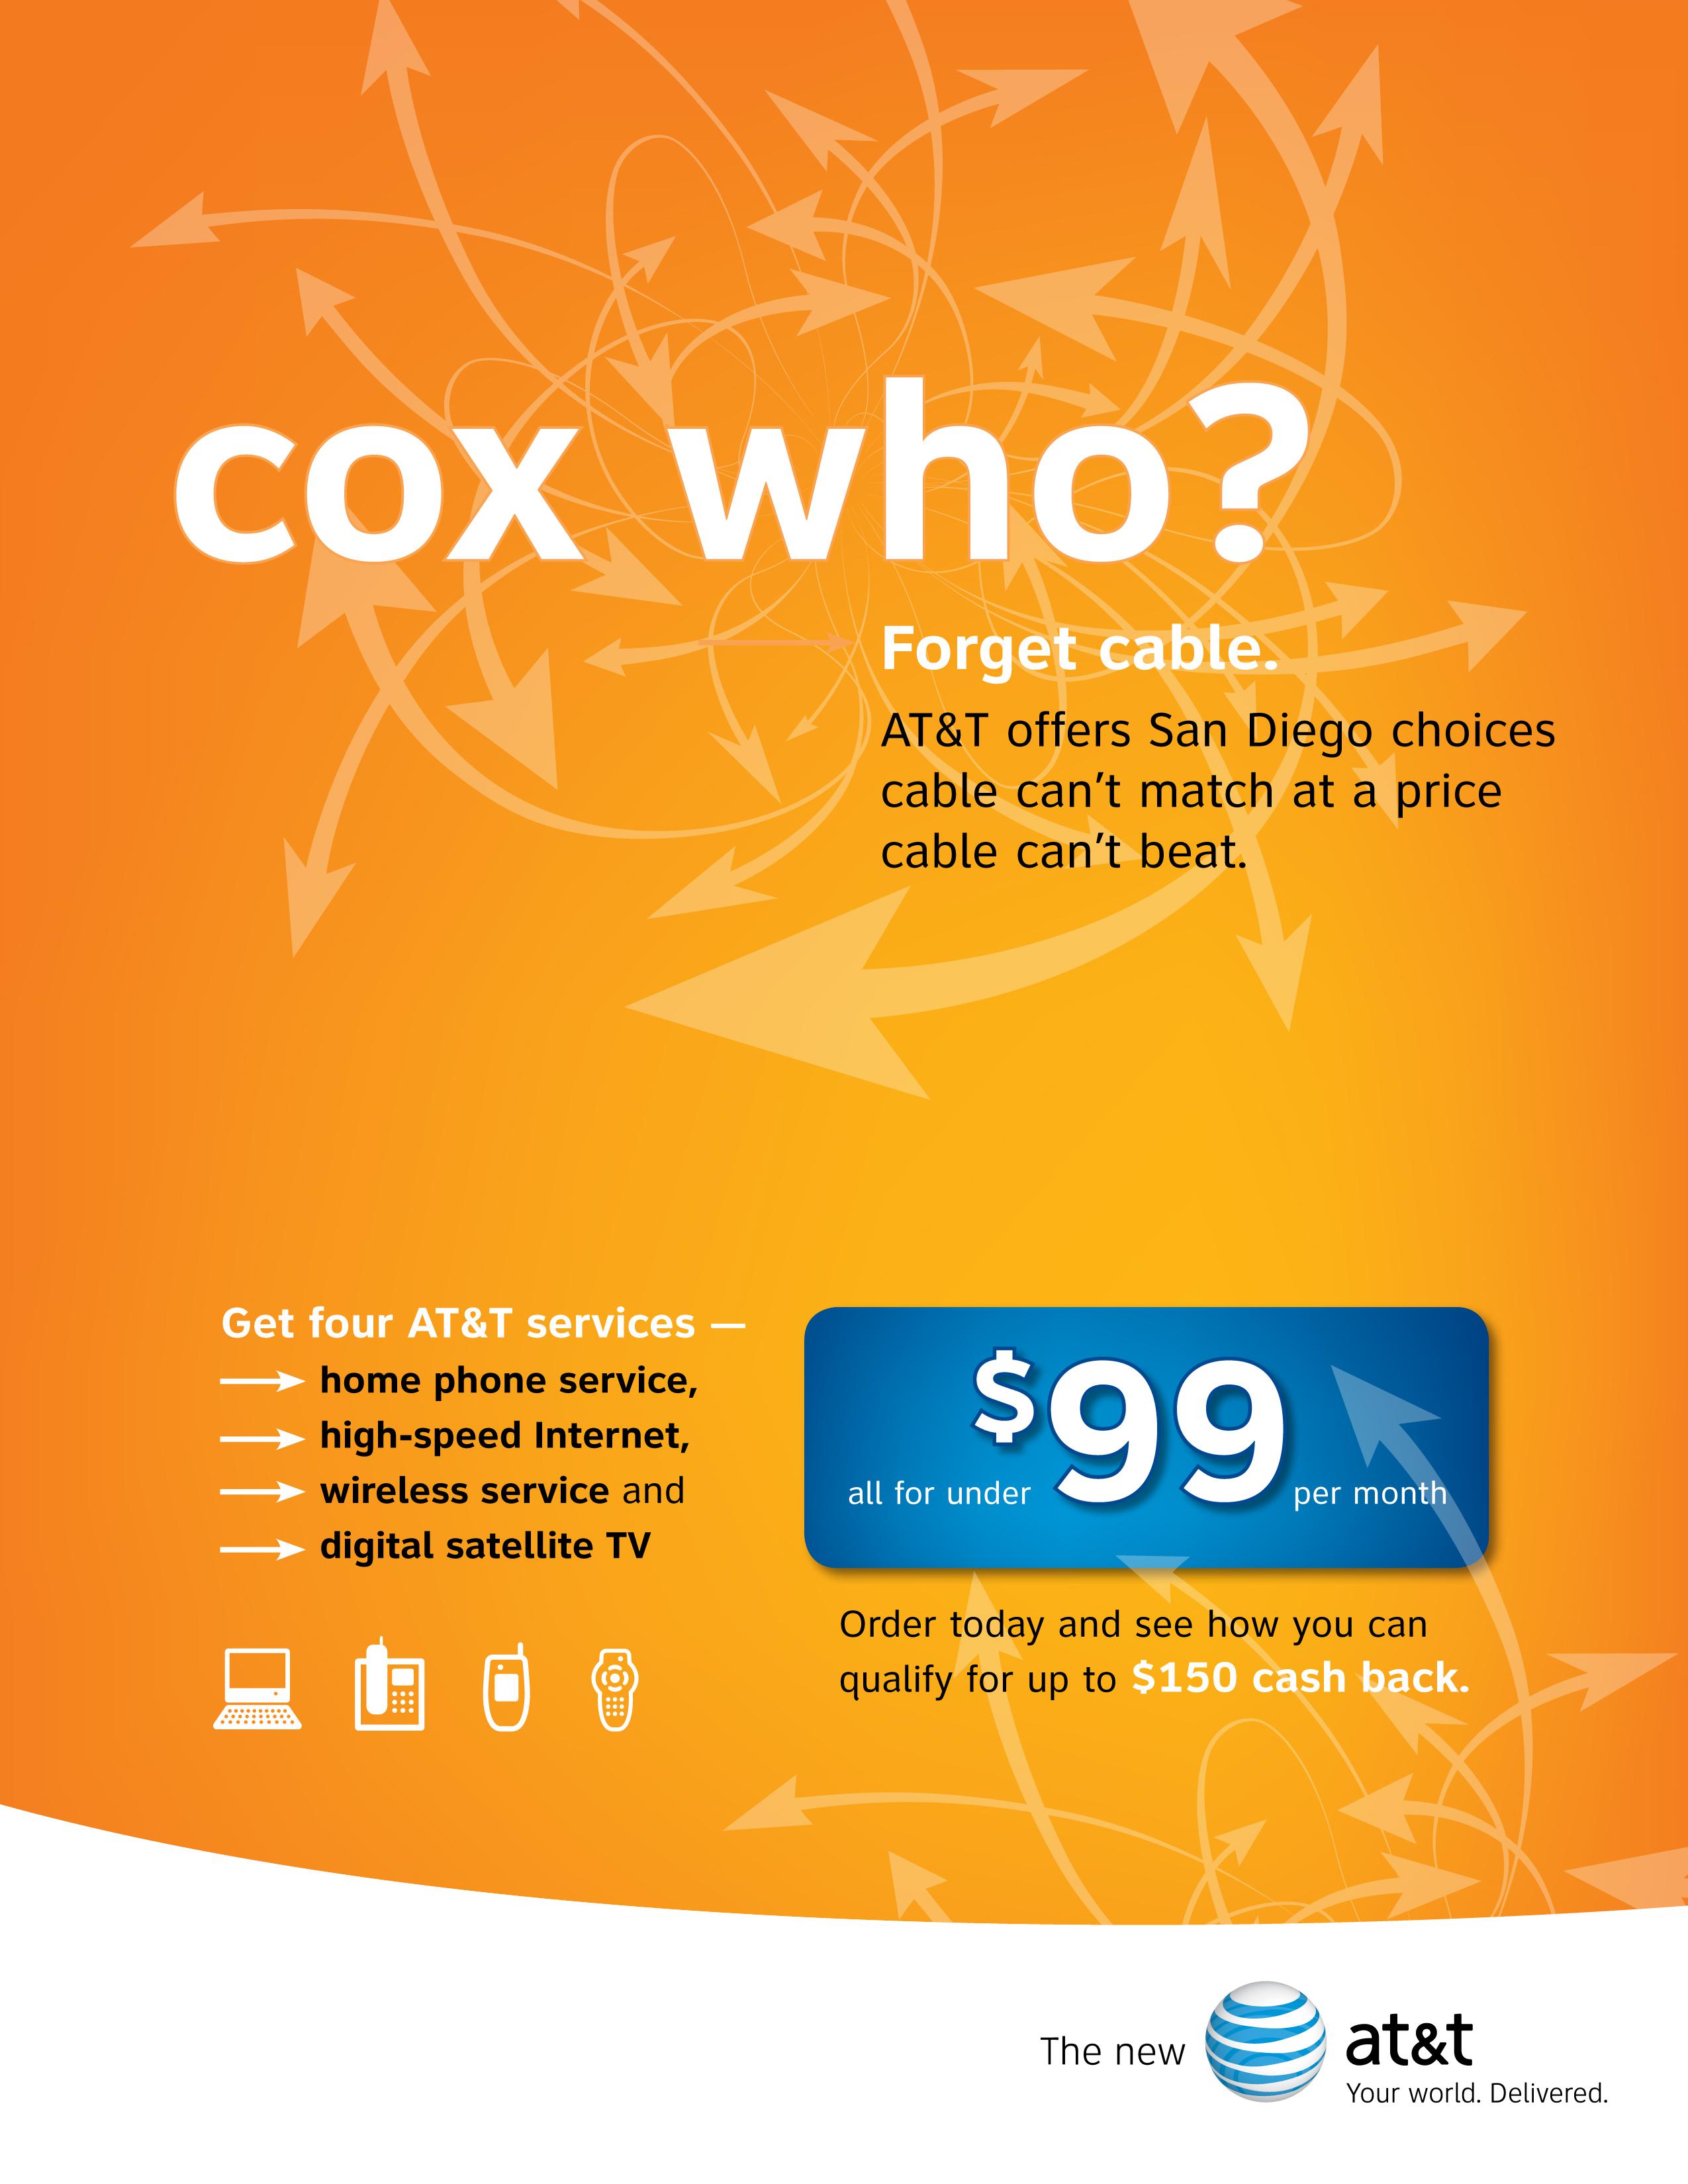 cox who?
Forget cable.
AT&T offers San Diego choices
cable can't match at a price
cable can't beat.
Get four AT&T services —
home phone service,
high-speed Internet,
wireless service and
digital satellite TV
$99
all for under
per month
Order today and see how you can
qualify for up to $150 cash back.
The new at&t
Your world. Delivered.